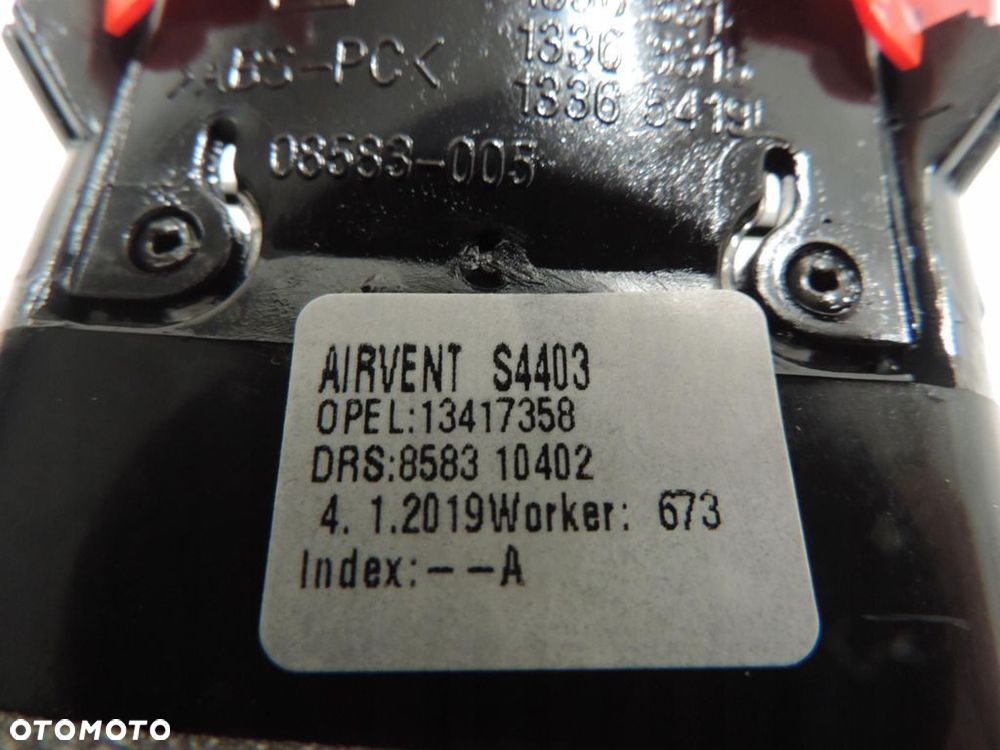 >ABS-PC<
1336 5419
08583-005
AIRVENT S4403
OPEL:13417358
DRS:8583 10402
4. 1.2019Worker: 673
Index:--A
OTOMOTO